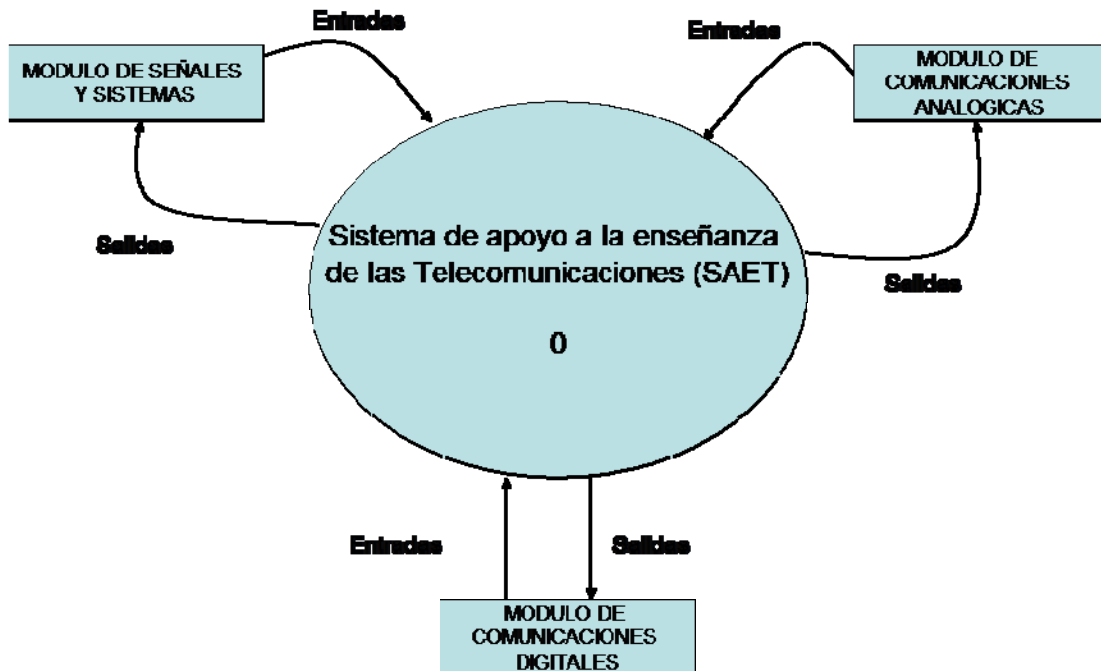 Entradas
Entradas
MODULO DE SEÑALES
Y SISTEMAS
MODULO DE
COMUNICACIONES
ANALOGICAS
Salidas
Sistema de apoyo a la enseñanza
de las Telecomunicaciones (SAET)
Salidas
0
Entradas
Salidas
MODULO DE
COMUNICACIONES
DIGITALES